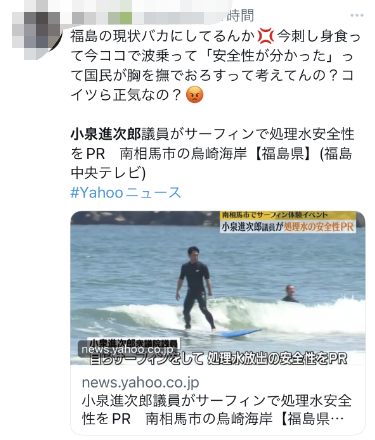 時間
福島の現状バカにしてるんか💢今刺し身食っ
て今ココで波乗って「安全性が分かった」っ
て国民が胸を撫でおろすって考えてんの？コ
イツら正気なの？😡
小泉進次郎議員がサーフィンで処理水安全性
をPR　南相馬市の烏崎海岸【福島県】(福島
中央テレビ)
#Yahooニュース
南相馬市でサーフィン体験イベント
小泉進次郎議員が処理水の安全性PR
小泉進次郎衆議院議員
news.yahoo.co.jp
自らサーフィンをして 処理水放出の安全性をPR
news.yahoo.co.jp
小泉進次郎議員がサーフィンで処理水安全
性をPR　南相馬市の烏崎海岸【福島県…